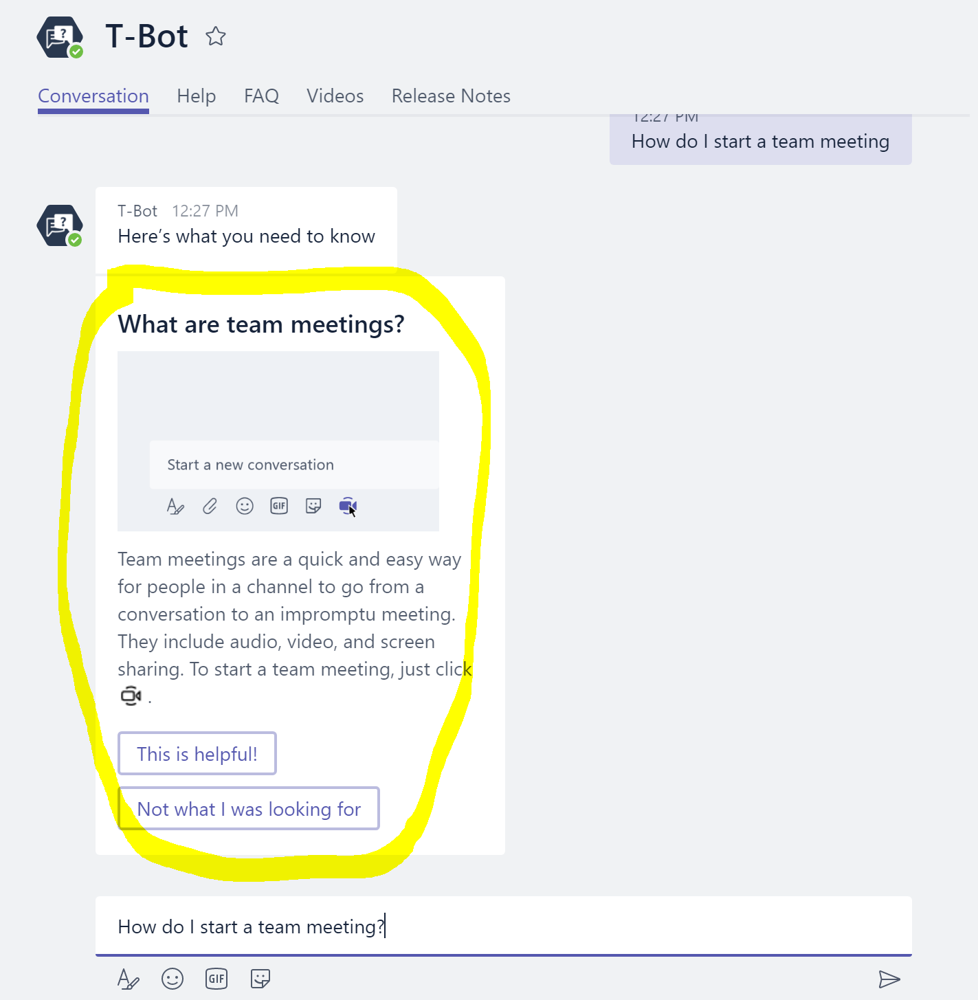 T-Bot
Conversation Help FAQ Videos Release Notes
12:27 PM
How do I start a team meeting
T-Bot 12:27 PM
Here's what you need to know
What are team meetings?
Start a new conversation
GIF
Team meetings are a quick and easy way
for people in a channel to go from a
conversation to an impromptu meeting.
They include audio, video, and screen
sharing. To start a team meeting, just click
.
This is helpful!
Not what I was looking for
How do I start a team meeting?
GIF